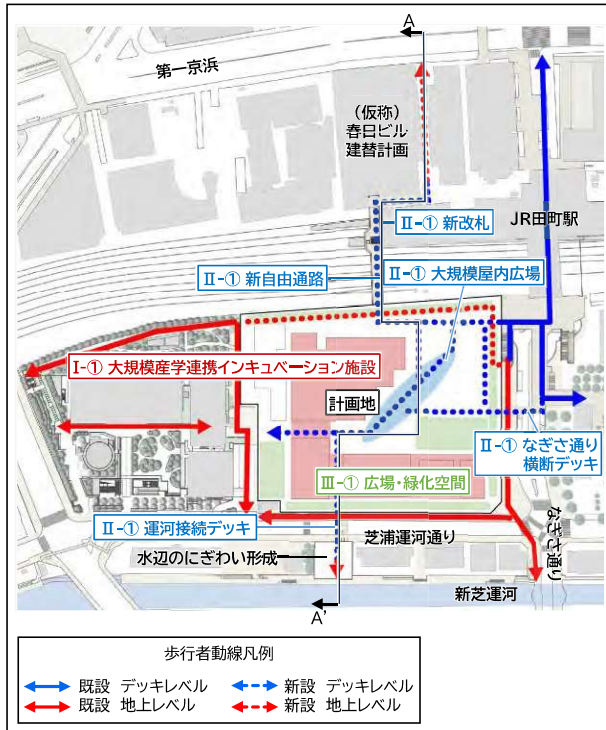 A
第一京浜
(仮称)
春日ビル
建替計画
Ⅱ-① 新改札
JR田町駅
Ⅱ-① 新自由通路
Ⅱ-① 大規模屋内広場
Ⅰ-① 大規模産学連携インキュベーション施設
計画地
Ⅱ-① なぎさ通り
横断デッキ
Ⅲ-① 広場・緑化空間
Ⅱ-① 運河接続デッキ
芝浦運河通り
なぎさ通り
水辺のにぎわい形成
新芝運河
A'
歩行者動線凡例
既設 デッキレベル
新設 デッキレベル
既設 地上レベル
新設 地上レベル